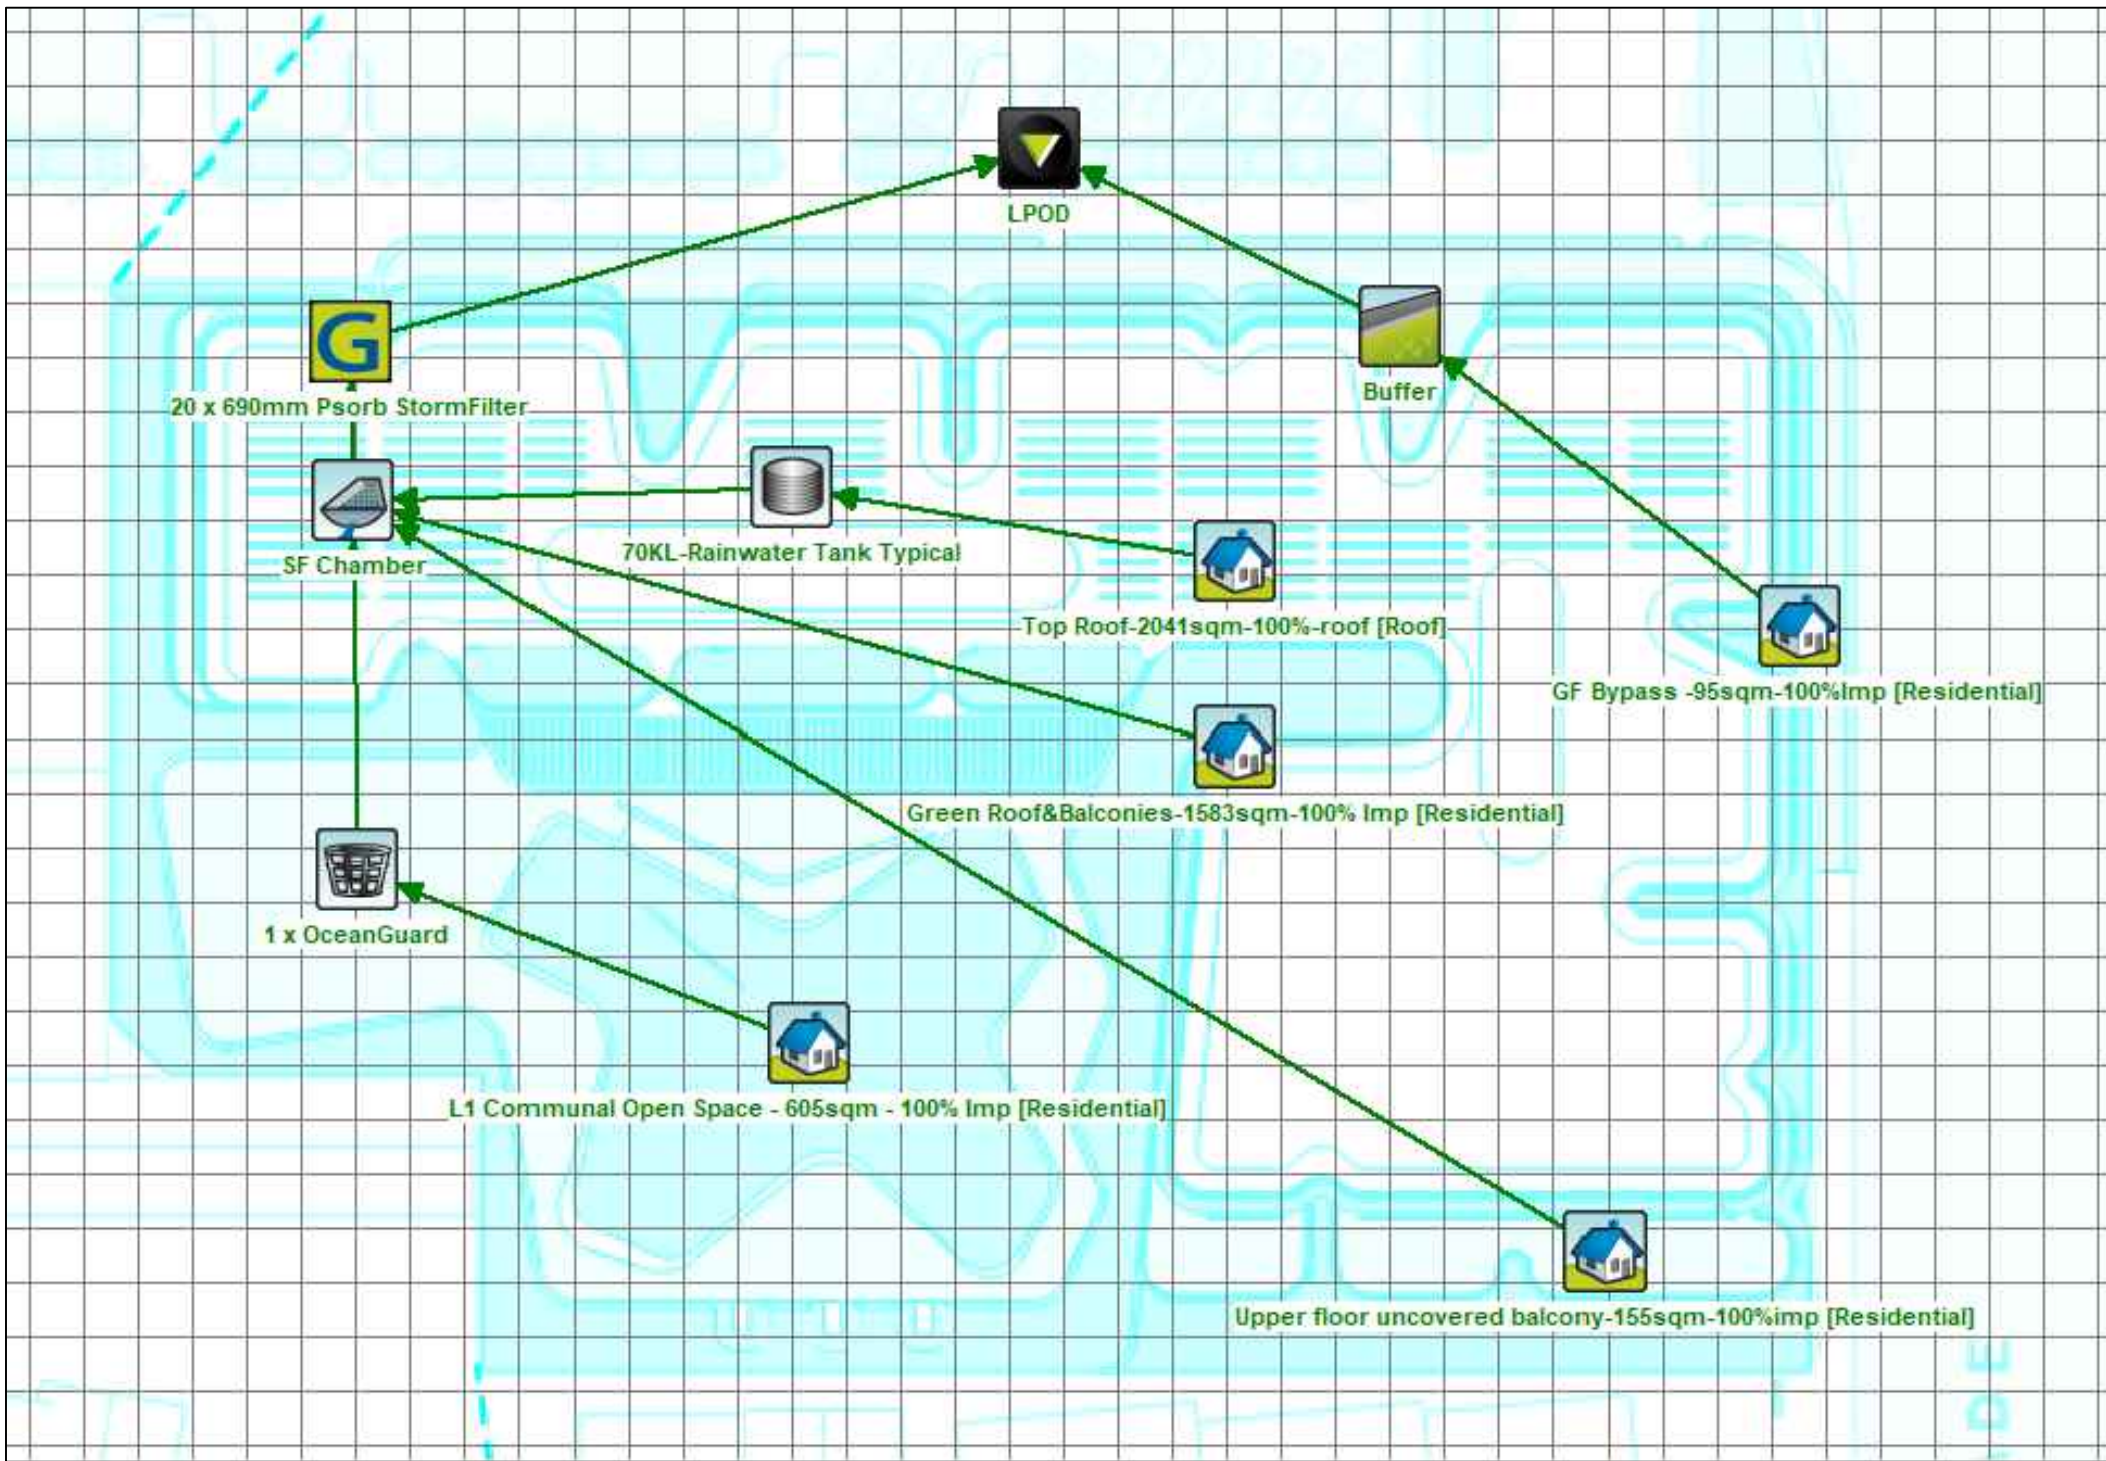 LPOD
G
20 x 690mm Psorb StormFilter
Buffer
70KL-Rainwater Tank Typical
SF Chamber
Top Roof-2041sqm-100%-roof [Roof]
GF Bypass -95sqm-100%Imp [Residential]
Green Roof&Balconies-1583sqm-100% Imp [Residential]
1 x OceanGuard
L1 Communal Open Space - 605sqm - 100% Imp [Residential]
Upper floor uncovered balcony-155sqm-100%imp [Residential]
DE